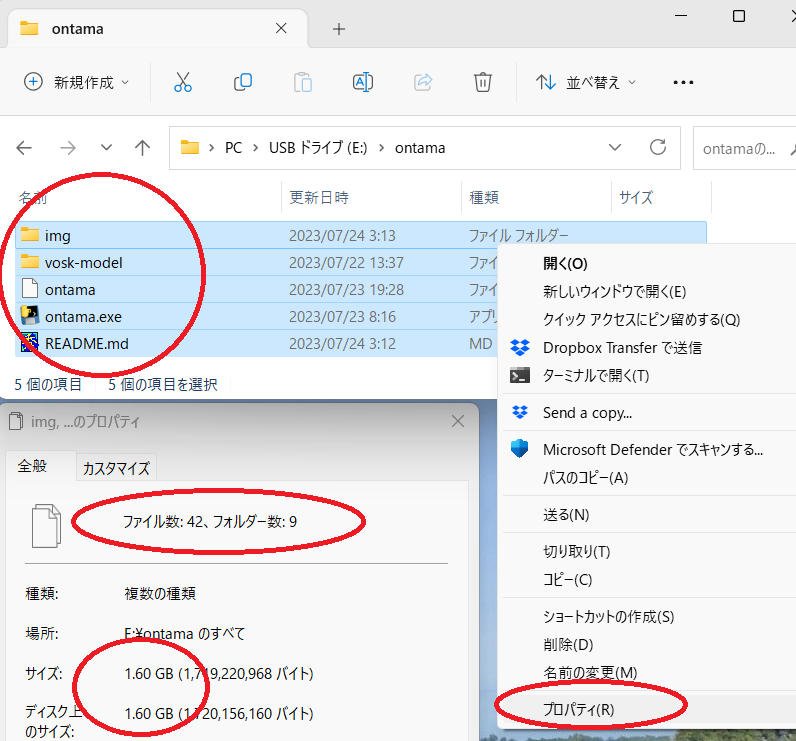 ontama
新規作成
並べ替え
PC > USB ドライブ (E:) > ontama
ontamaの...
名前 更新日時 種類 サイズ
img 2023/07/24 3:13 ファイル フォルダー
vosk-model 2023/07/22 13:37 ファイ
ontama 2023/07/23 19:28 ファイ
ontama.exe 2023/07/23 8:16 アプ
README.md 2023/07/24 3:12 MD
5 個の項目 5 個の項目を選択
開く(O)
新しいウィンドウで開く(E)
クイック アクセスにピン留めする(Q)
Dropbox Transfer で送信
ターミナルで開く(T)
Send a copy...
Microsoft Defender でスキャンする...
パスのコピー(A)
送る(N)
切り取り(T)
コピー(C)
ショートカットの作成(S)
削除(D)
名前の変更(M)
プロパティ(R)
img, ...のプロパティ
全般 カスタマイズ
ファイル数: 42、フォルダー数: 9
種類: 複数の種類
場所: E:¥ontama のすべて
サイズ: 1.60 GB (1,719,220,968 バイト)
ディスク上
のサイズ: 1.60 GB (1,720,156,160 バイト)